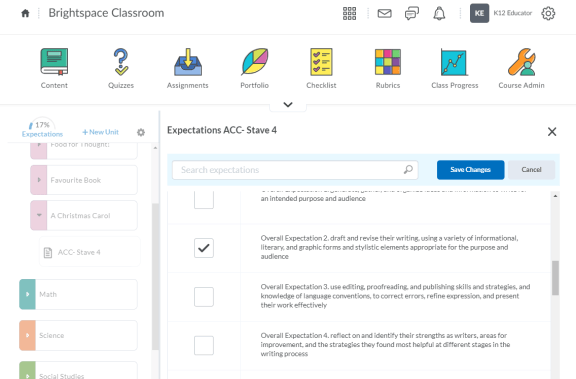 Brightspace Classroom
KE
K12 Educator
Content
Quizzes
Assignments
Portfolio
Checklist
Rubrics
Class Progress
Course Admin
17%
Expectations
+ New Unit
Food for Thought:
Favourite Book
A Christmas Carol
ACC- Stave 4
Math
Science
Social Studies
Expectations ACC- Stave 4
Search expectations
Save Changes
Cancel
an intended purpose and audience
Overall Expectation 2. draft and revise their writing, using a variety of informational,
literary, and graphic forms and stylistic elements appropriate for the purpose and
audience
Overall Expectation 3. use editing, proofreading, and publishing skills and strategies, and
knowledge of language conventions, to correct errors, refine expression, and present
their work effectively
Overall Expectation 4. reflect on and identify their strengths as writers, areas for
improvement, and the strategies they found most helpful at different stages in the
writing process